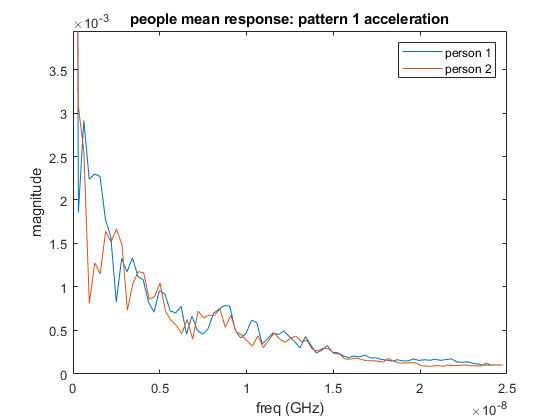 people mean response: pattern 1 acceleration
×10⁻³
3.5
3
2.5
2
1.5
1
0.5
0
magnitude
person 1
person 2
0 0.5 1 1.5 2 2.5
×10⁻⁸
freq (GHz)